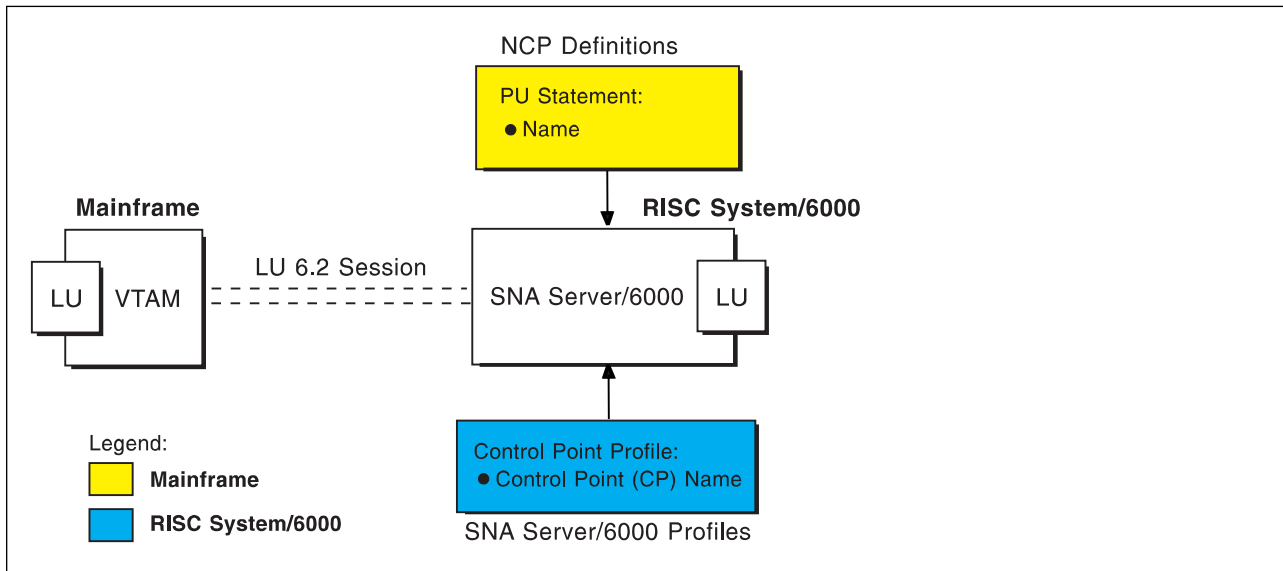 NCP Definitions
PU Statement:
● Name
Mainframe
RISC System/6000
LU 6.2 Session
LU
VTAM
SNA Server/6000
LU
Legend:
Mainframe
RISC System/6000
Control Point Profile:
● Control Point (CP) Name
SNA Server/6000 Profiles